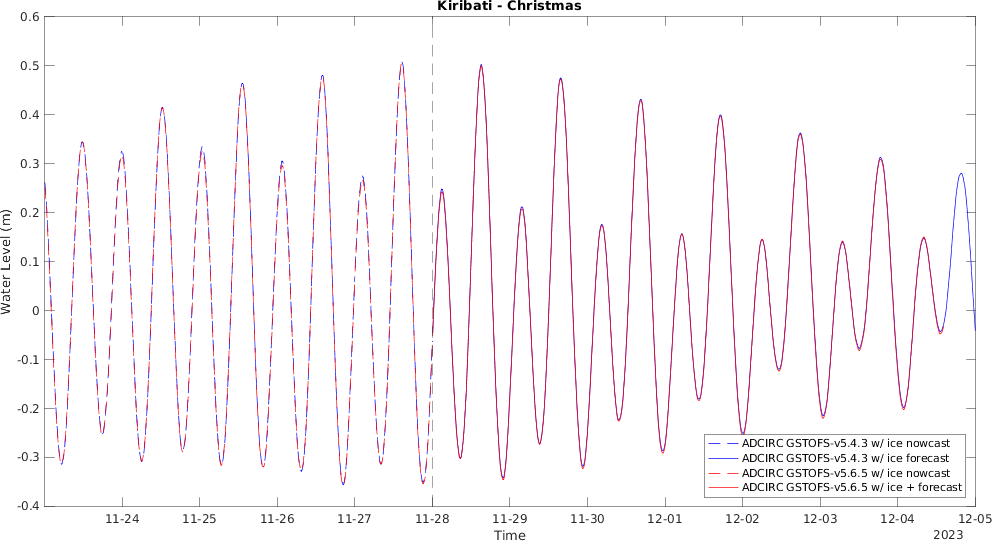 Kiribati - Christmas
0.6
0.5
0.4
0.3
0.2
0.1
0
-0.1
-0.2
-0.3
-0.4
Water Level (m)
ADCIRC GSTOFS-v5.4.3 w/ ice nowcast
ADCIRC GSTOFS-v5.4.3 w/ ice forecast
ADCIRC GSTOFS-v5.6.5 w/ ice nowcast
ADCIRC GSTOFS-v5.6.5 w/ ice + forecast
11-24 11-25 11-26 11-27 11-28 11-29 11-30 12-01 12-02 12-03 12-04 12-05
Time
2023